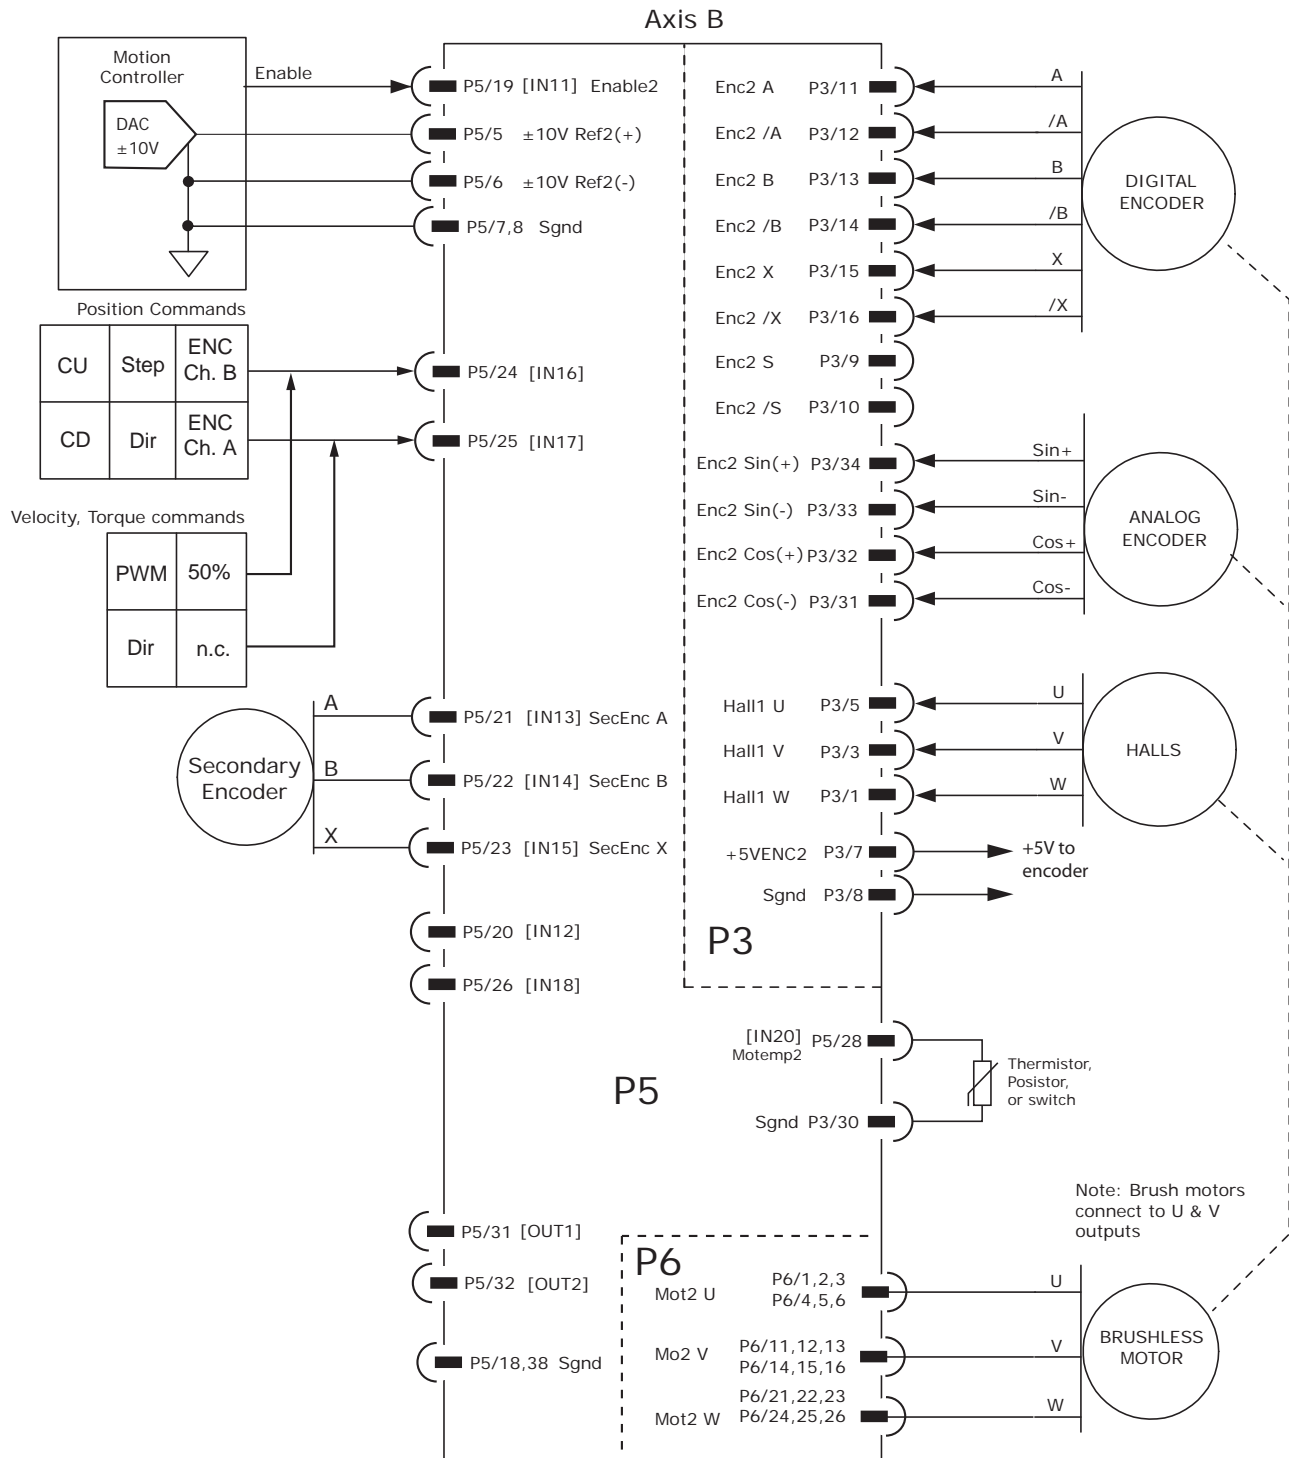 Axis B
Motion
Controller
Enable
DAC
±10V
P5/19 [IN11] Enable2
P5/5 ±10V Ref2(+)
P5/6 ±10V Ref2(-)
P5/7,8 Sgnd
Position Commands
CU Step ENC
Ch. B
CD Dir ENC
Ch. A
P5/24 [IN16]
P5/25 [IN17]
Velocity, Torque commands
PWM 50%
Dir n.c.
Secondary
Encoder
A
B
X
P5/21 [IN13] SecEnc A
P5/22 [IN14] SecEnc B
P5/23 [IN15] SecEnc X
P5/20 [IN12]
P5/26 [IN18]
P5
P5/31 [OUT1]
P5/32 [OUT2]
P5/18,38 Sgnd
Enc2 A P3/11
Enc2 /A P3/12
Enc2 B P3/13
Enc2 /B P3/14
Enc2 X P3/15
Enc2 /X P3/16
Enc2 S P3/9
Enc2 /S P3/10
A
/A
B
/B
X
/X
DIGITAL
ENCODER
Enc2 Sin(+) P3/34
Enc2 Sin(-) P3/33
Enc2 Cos(+) P3/32
Enc2 Cos(-) P3/31
Sin+
Sin-
Cos+
Cos-
ANALOG
ENCODER
Hall1 U P3/5
Hall1 V P3/3
Hall1 W P3/1
U
V
W
HALLS
+5VENC2 P3/7
Sgnd P3/8
+5V to
encoder
P3
[IN20] P5/28
Motemp2
Sgnd P3/30
Thermistor,
Posistor,
or switch
Note: Brush motors
connect to U & V
outputs
P6
Mot2 U
P6/1,2,3
P6/4,5,6
Mo2 V
P6/11,12,13
P6/14,15,16
Mot2 W
P6/21,22,23
P6/24,25,26
U
V
W
BRUSHLESS
MOTOR